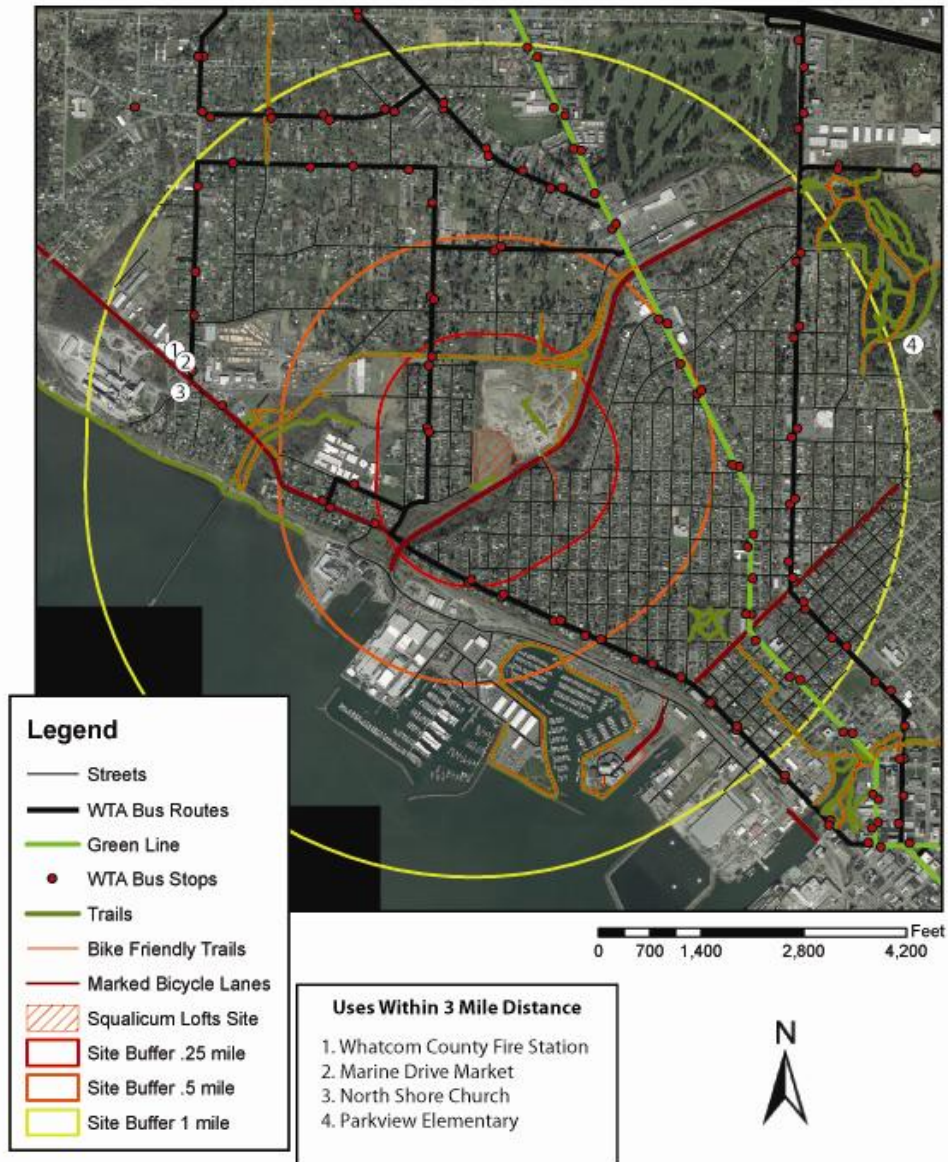 1
2
3
4
Legend
Streets
WTA Bus Routes
Green Line
WTA Bus Stops
Trails
Bike Friendly Trails
Marked Bicycle Lanes
Squalicum Lofts Site
Site Buffer .25 mile
Site Buffer .5 mile
Site Buffer 1 mile
Feet
0 700 1,400 2,800 4,200
Uses Within 3 Mile Distance
1. Whatcom County Fire Station
2. Marine Drive Market
3. North Shore Church
4. Parkview Elementary
N